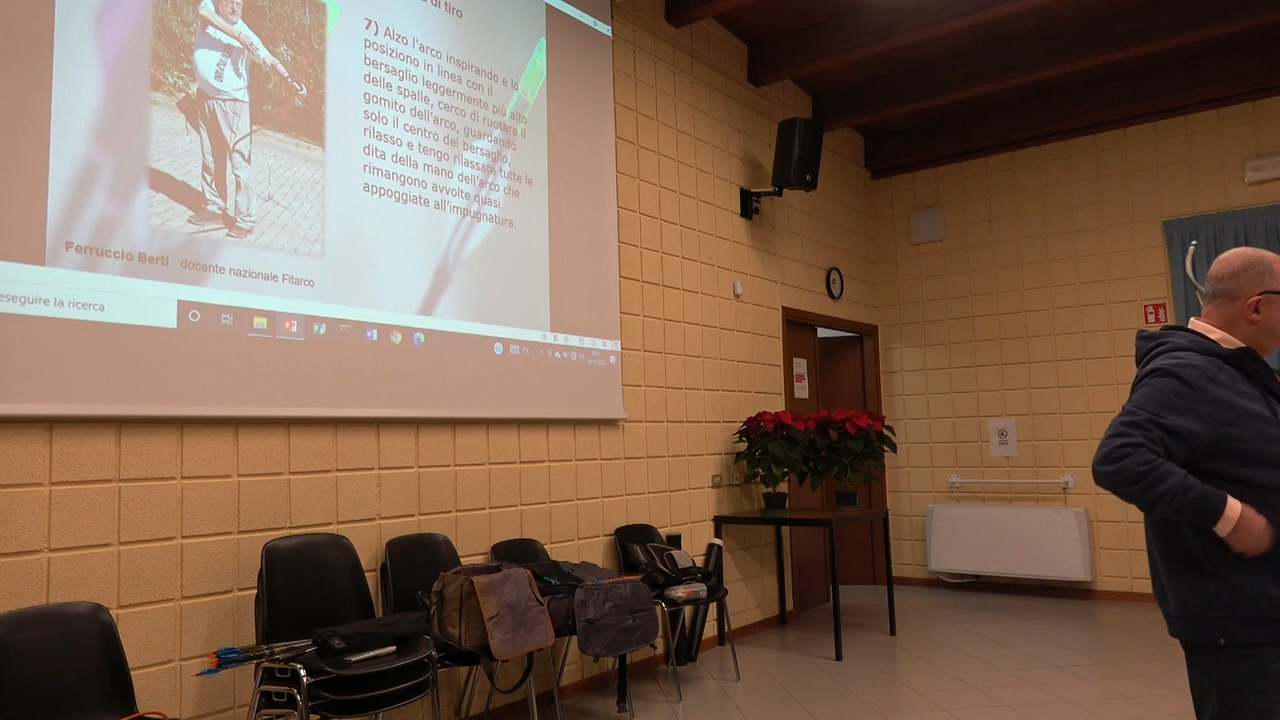 di tiro
7) Alzo l'arco inspirando e lo
posiziono in linea con il
bersaglio leggermente più alto
delle spalle, cerco di ruotare il
gomito dell'arco, guardando
solo il centro del bersaglio,
rilasso e tengo rilassate tutte le
dita della mano dell'arco che
rimangono avvolte quasi
appoggiate all'impugnatura.
Ferruccio Berti docente nazionale Fitarco
eseguire la ricerca
7°C